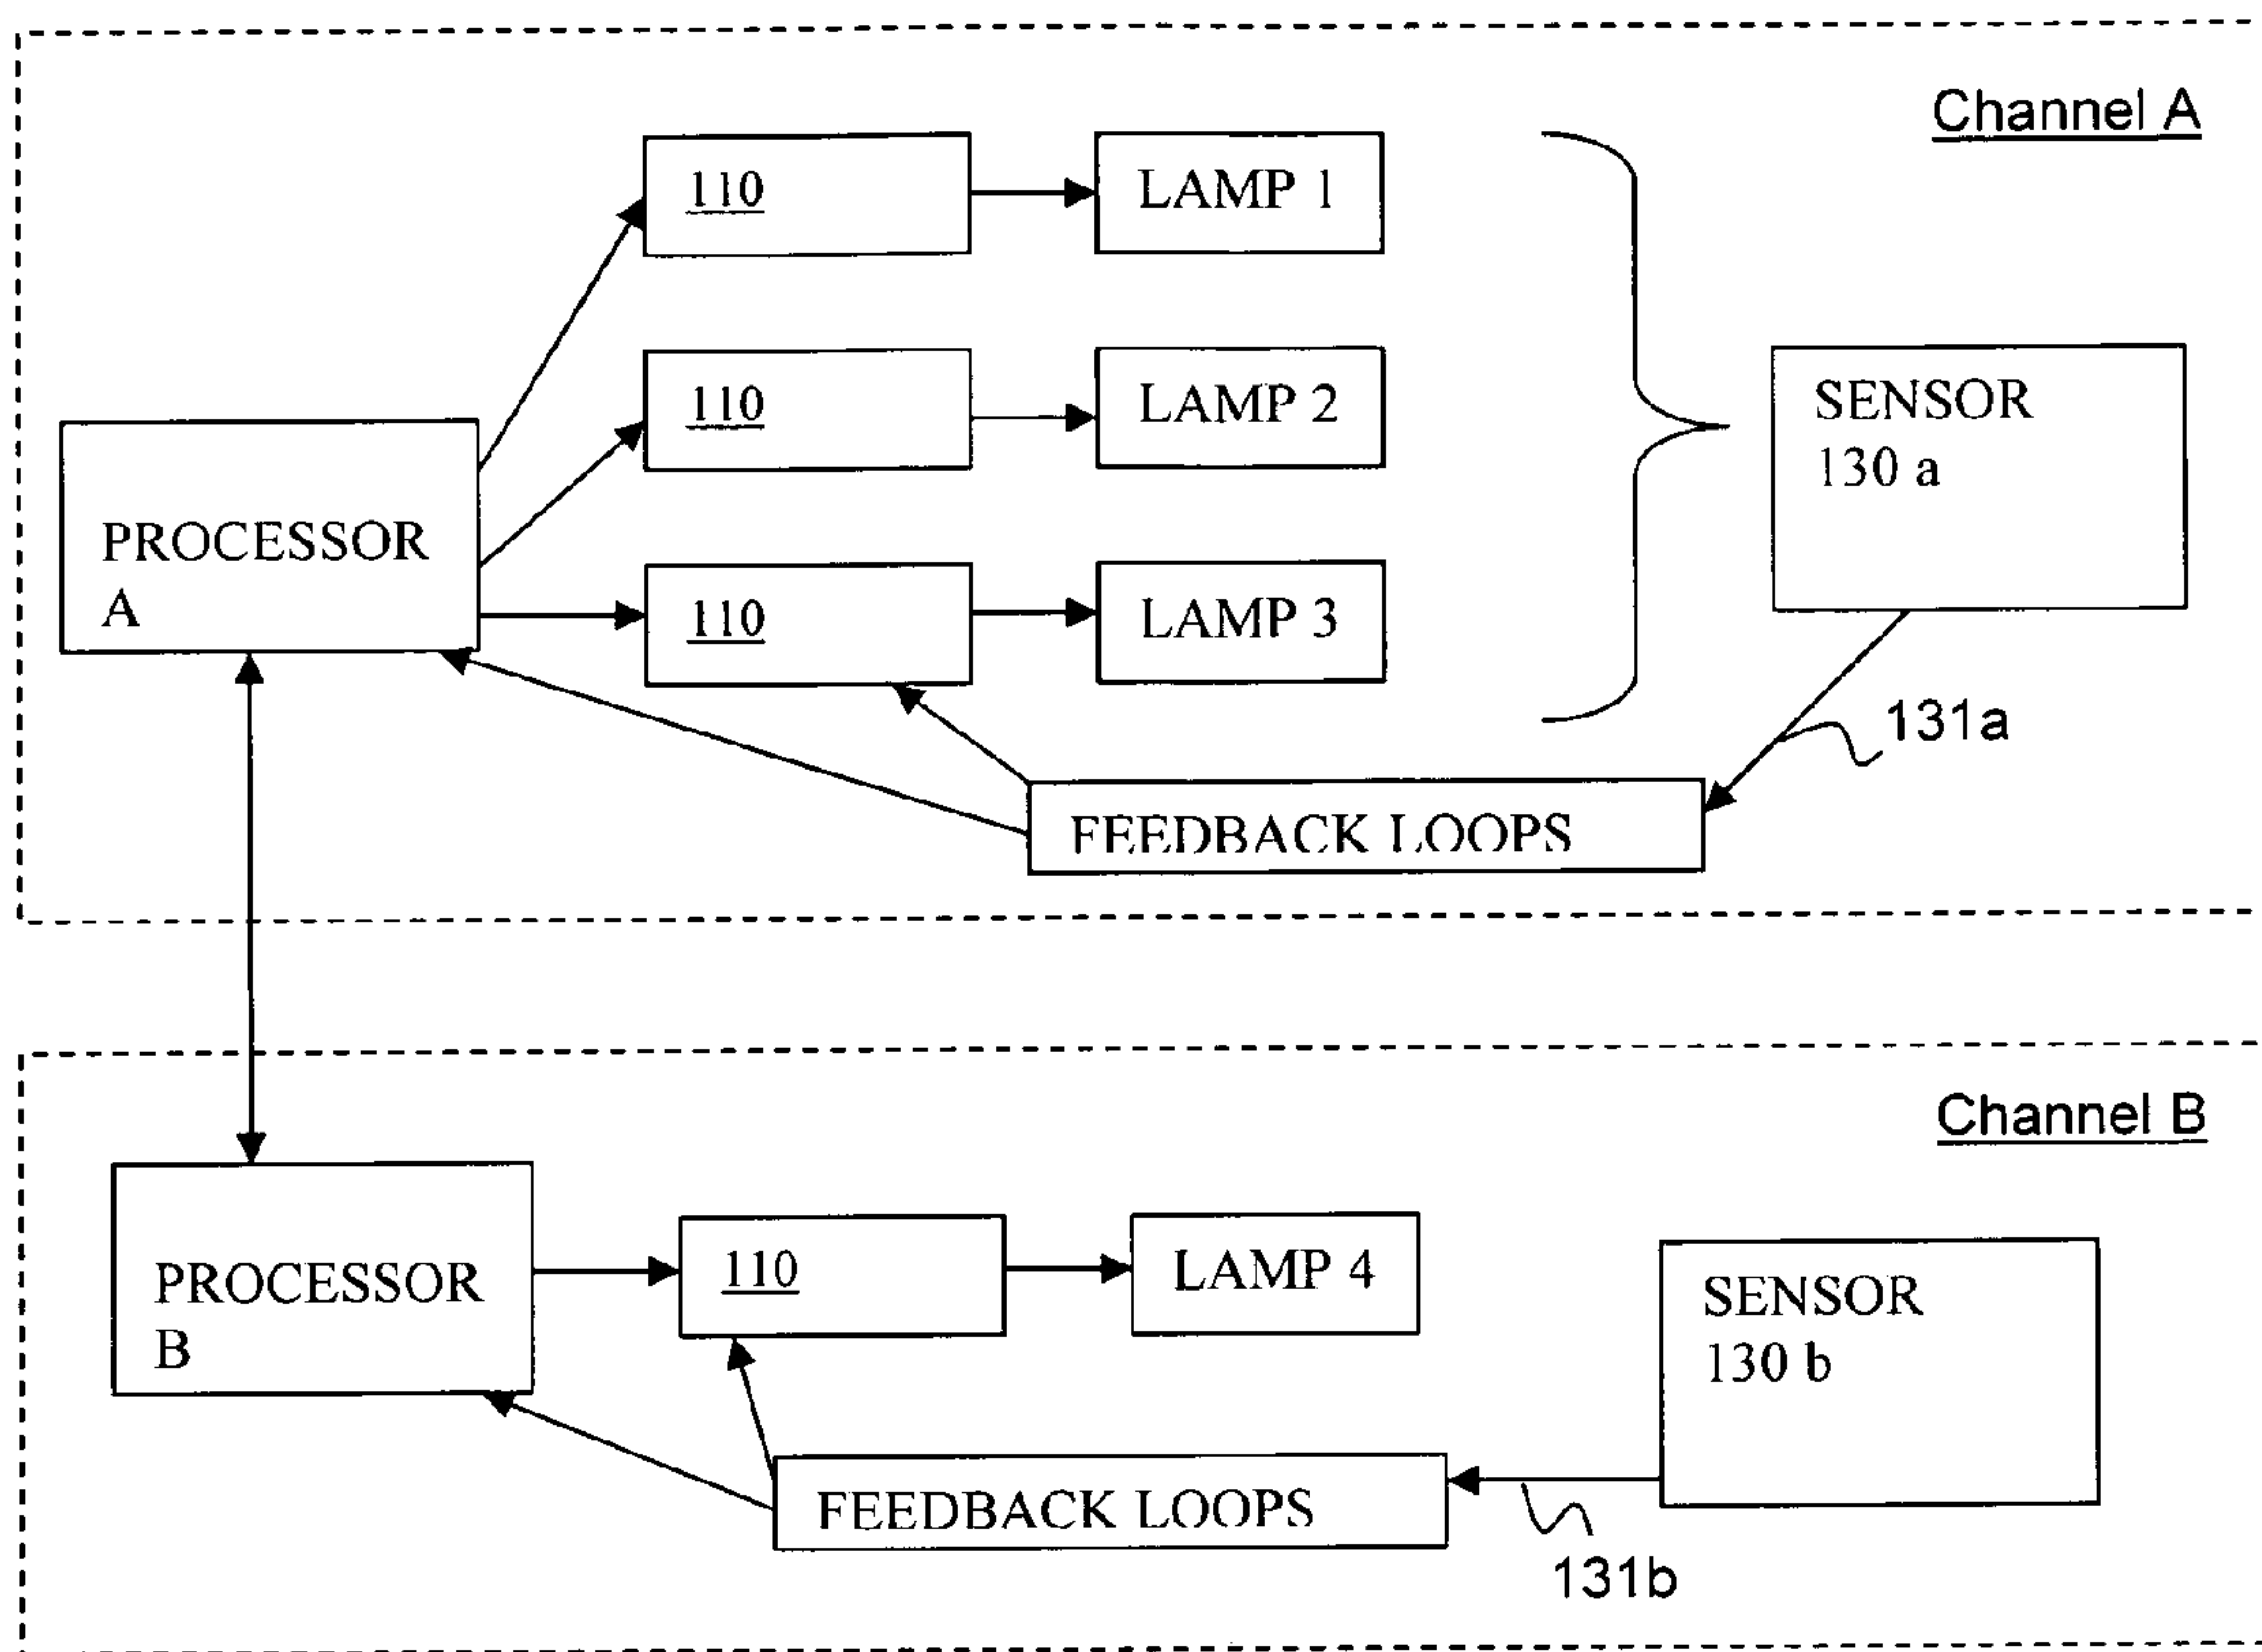 Channel A
110
LAMP 1
110
LAMP 2
SENSOR
130 a
PROCESSOR
A
110
LAMP 3
131a
FEEDBACK LOOPS
Channel B
PROCESSOR
B
110
LAMP 4
SENSOR
130 b
FEEDBACK LOOPS
131b